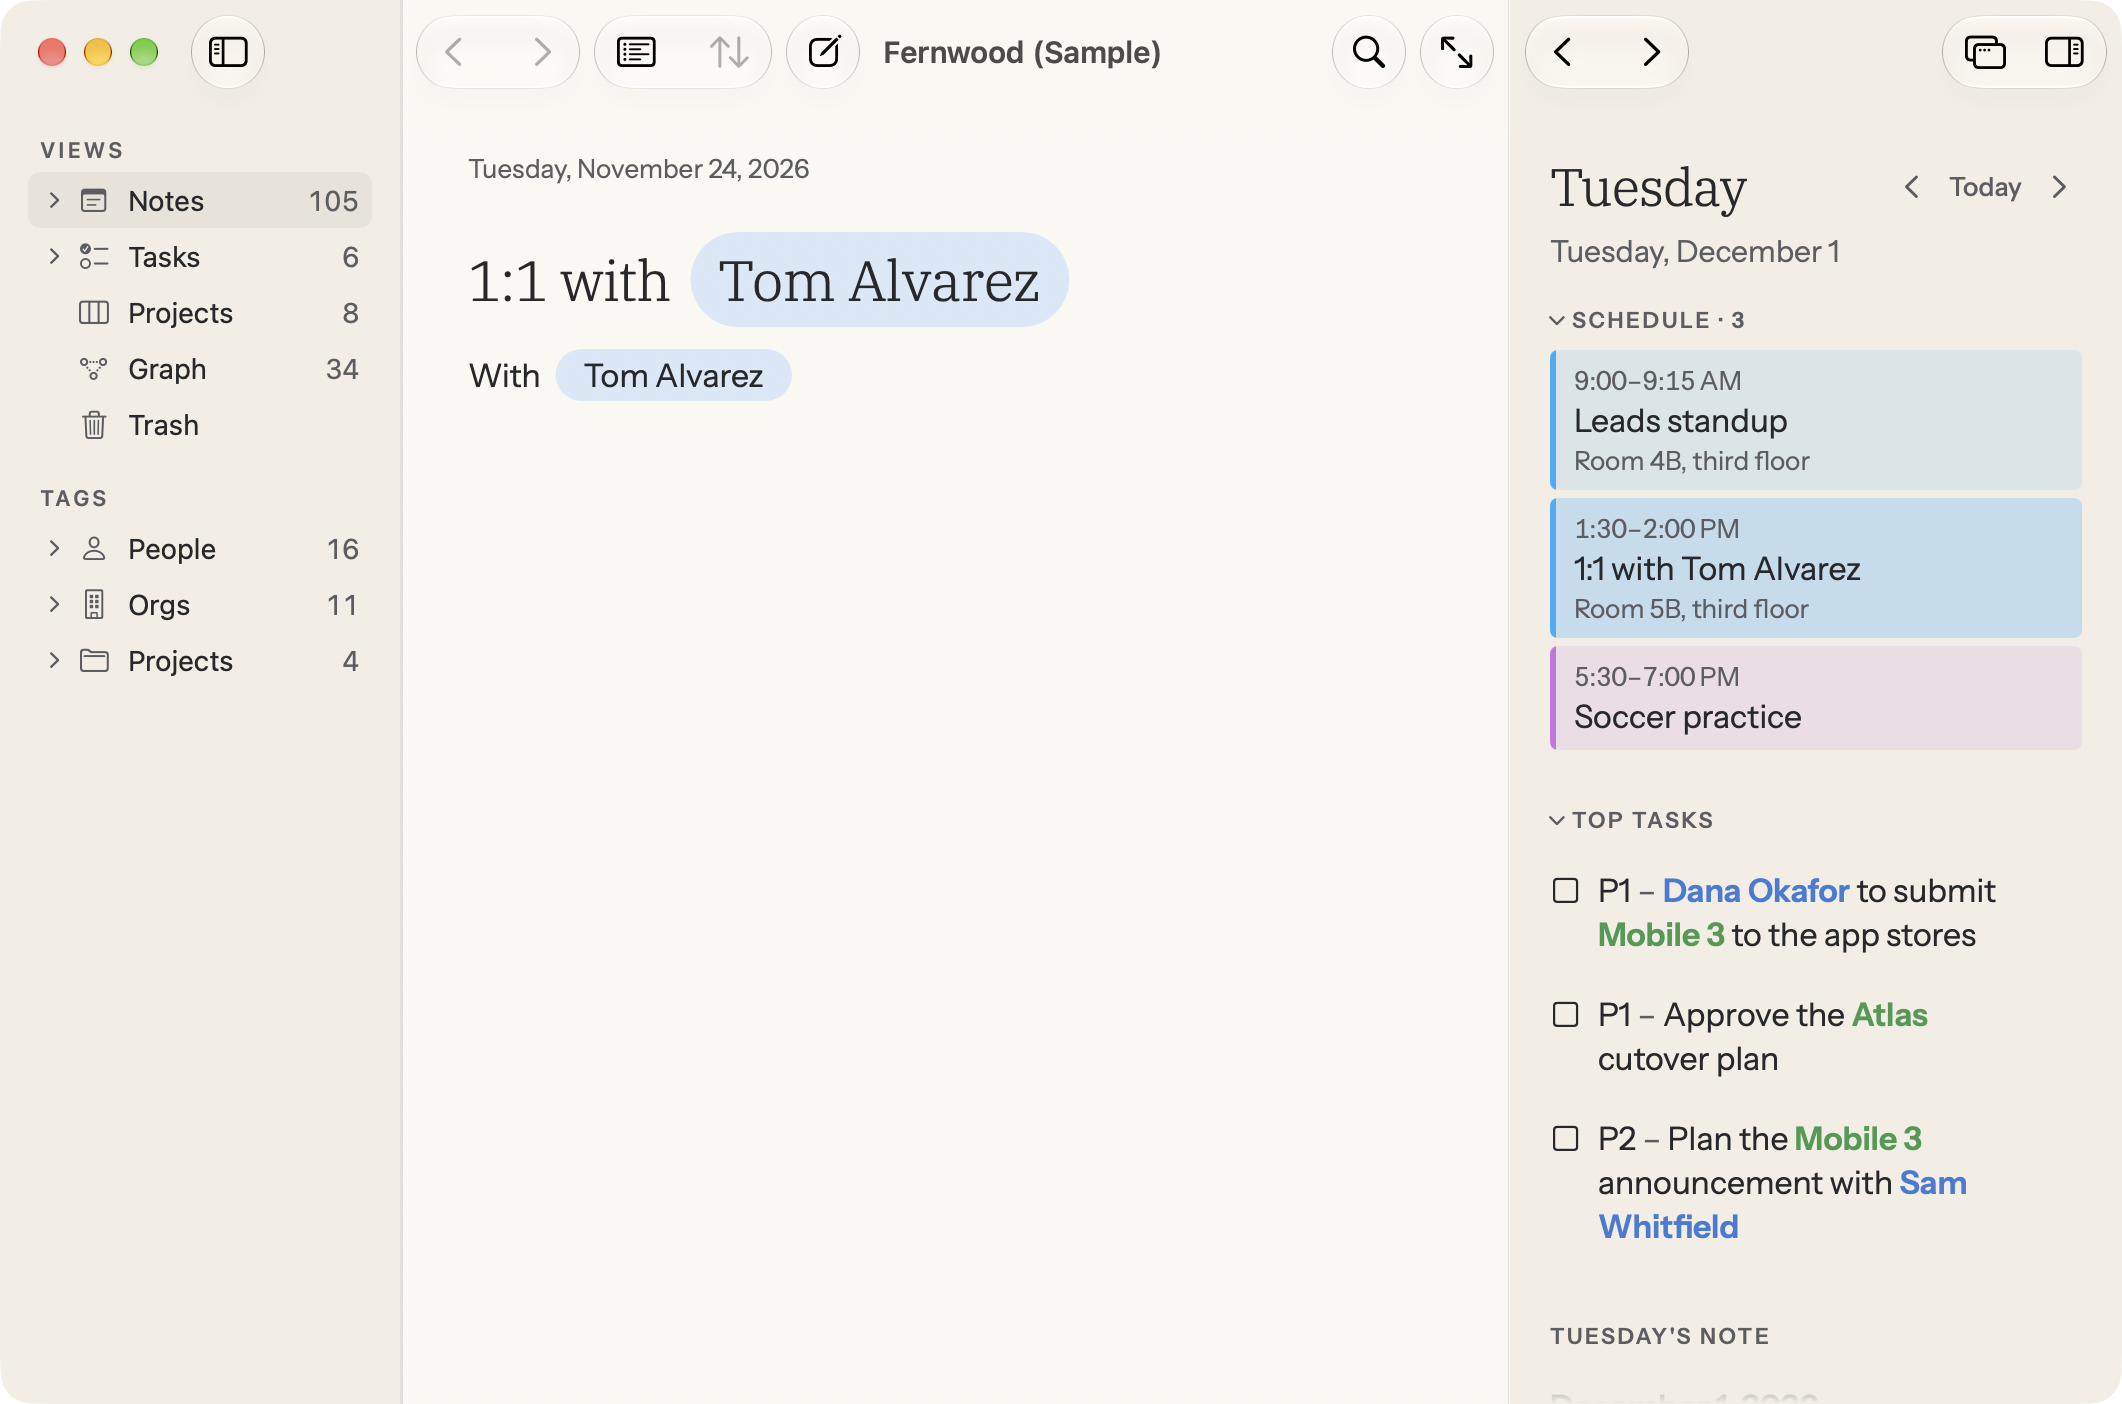 VIEWS
Notes 105
Tasks 6
Projects 8
Graph 34
Trash
TAGS
People 16
Orgs 11
Projects 4
Fernwood (Sample)
Tuesday, November 24, 2026
1:1 with Tom Alvarez
With Tom Alvarez
Tuesday
Today
Tuesday, December 1
SCHEDULE · 3
9:00–9:15 AM
Leads standup
Room 4B, third floor
1:30–2:00 PM
1:1 with Tom Alvarez
Room 5B, third floor
5:30–7:00 PM
Soccer practice
TOP TASKS
P1 – Dana Okafor to submit
Mobile 3 to the app stores
P1 – Approve the Atlas
cutover plan
P2 – Plan the Mobile 3
announcement with Sam
Whitfield
TUESDAY'S NOTE
December 1, 2026